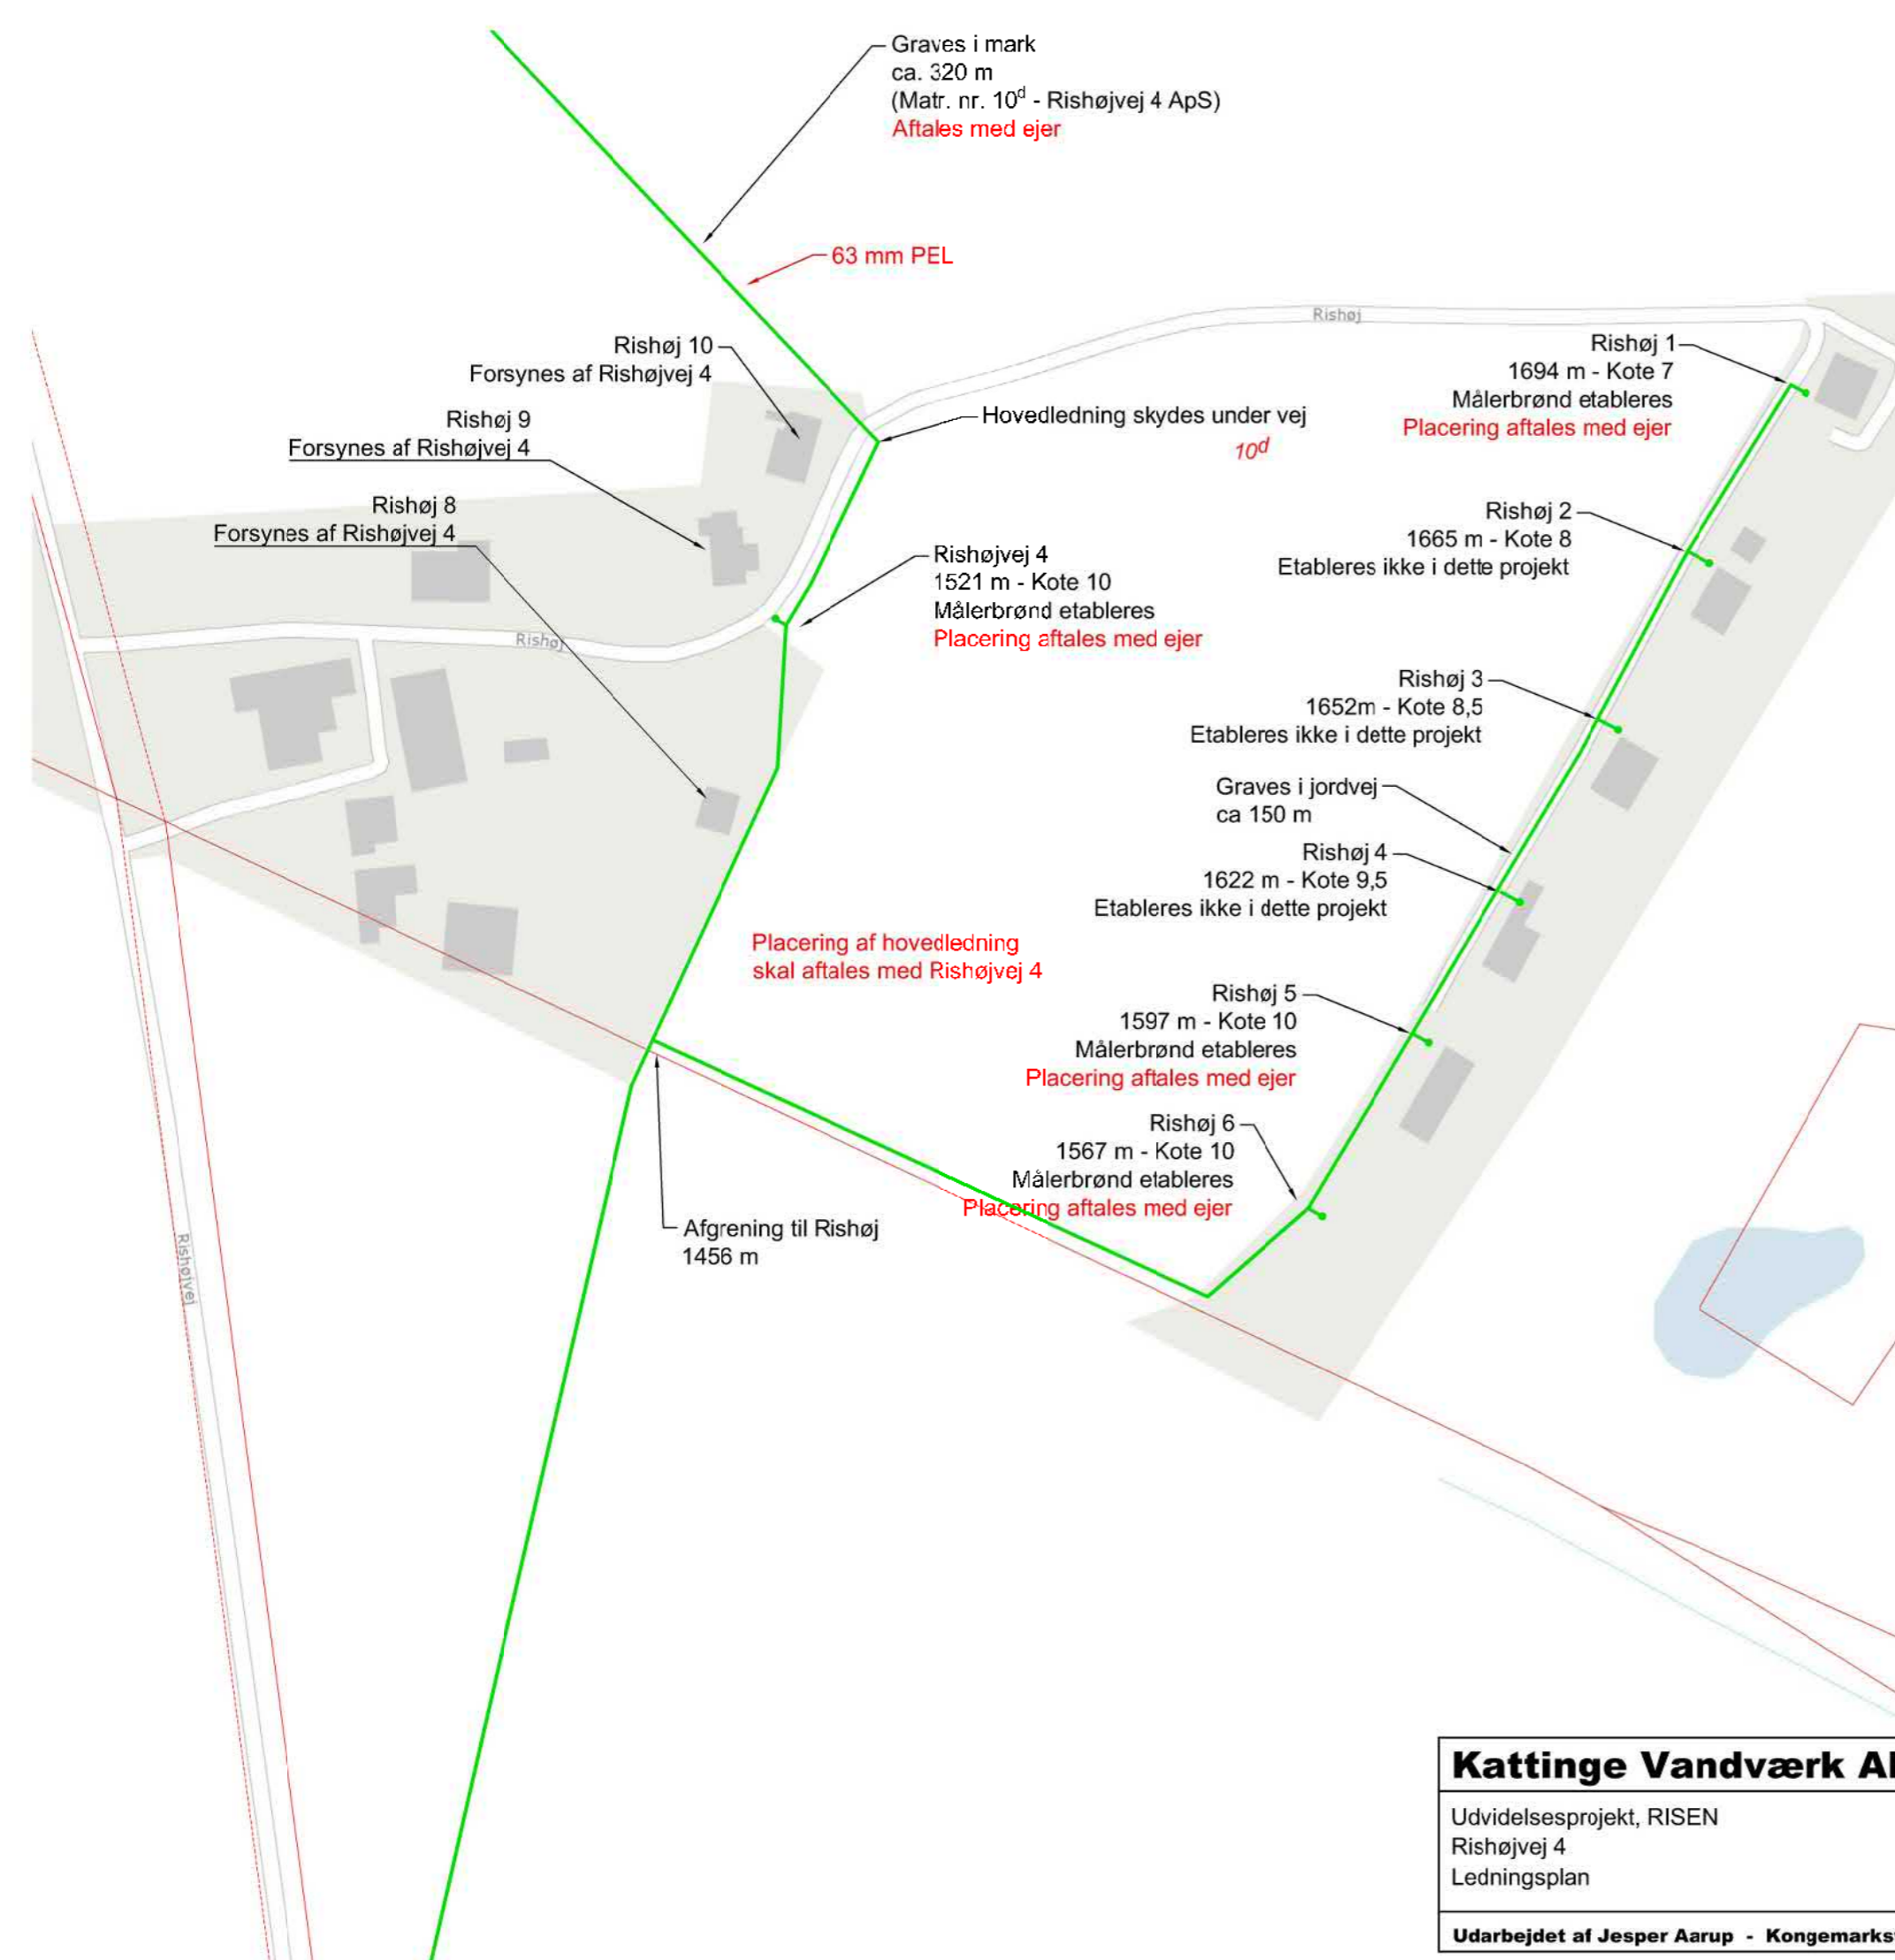 Graves i mark
ca. 320 m
(Matr. nr. 10d - Rishøjvej 4 ApS)
Aftales med ejer
63 mm PEL
Rishøj
Rishøj 10
Forsynes af Rishøjvej 4
Rishøj 1
1694 m - Kote 7
Målerbrønd etableres
Placering aftales med ejer
Rishøj 9
Forsynes af Rishøjvej 4
Hovedledning skydes under vej
10d
Rishøj 8
Forsynes af Rishøjvej 4
Rishøj 2
1665 m - Kote 8
Etableres ikke i dette projekt
Rishøjvej 4
1521 m - Kote 10
Målerbrønd etableres
Placering aftales med ejer
Rishøj
Rishøj 3
1652m - Kote 8,5
Etableres ikke i dette projekt
Graves i jordvej
ca 150 m
Rishøj 4
1622 m - Kote 9,5
Etableres ikke i dette projekt
Placering af hovedledning
skal aftales med Rishøjvej 4
Rishøj 5
1597 m - Kote 10
Målerbrønd etableres
Placering aftales med ejer
Rishøj 6
1567 m - Kote 10
Målerbrønd etableres
Placering aftales med ejer
Afgrening til Rishøj
1456 m
Rishøjvej
Kattinge Vandværk
Udvidelsesprojekt, RISEN
Rishøjvej 4
Ledningsplan
Udarbejdet af Jesper Aarup - Kongemarks